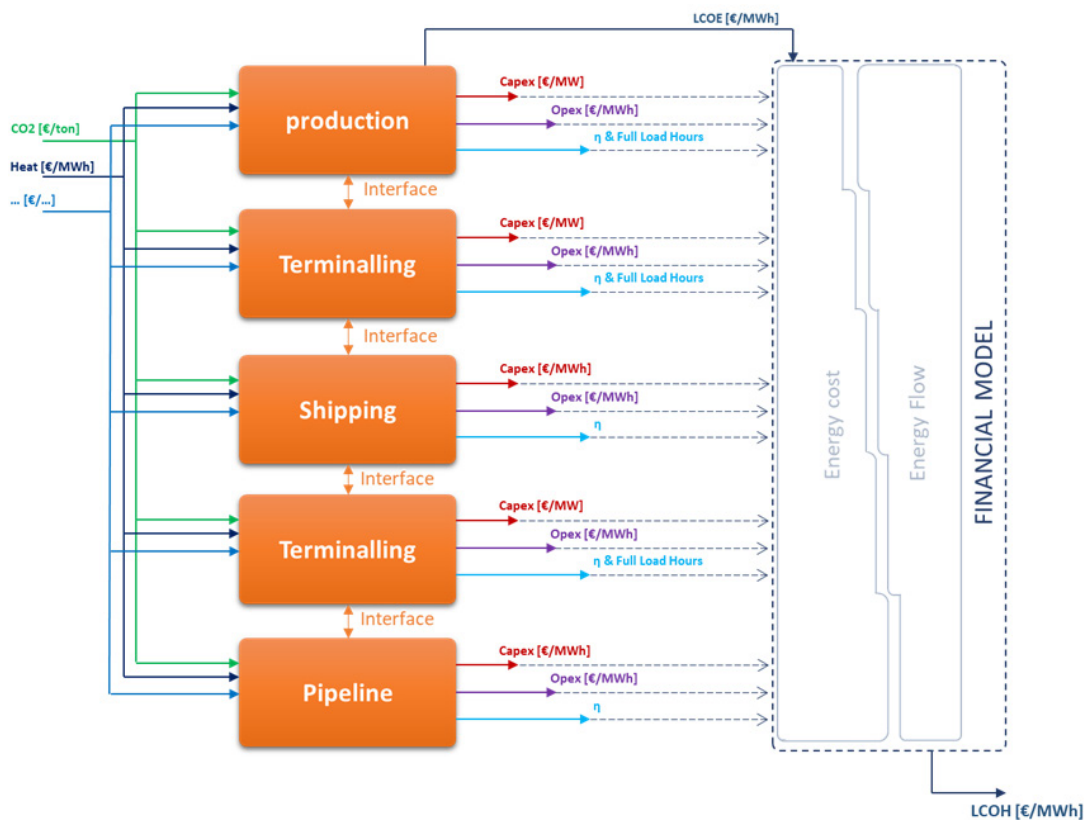 LCOE [€/MWh]
CO2 [€/ton]
Heat [€/MWh]
... [€/...]
production
Capex [€/MW]
Opex [€/MWh]
η & Full Load Hours
Interface
Terminalling
Capex [€/MW]
Opex [€/MWh]
η & Full Load Hours
Interface
Shipping
Capex [€/MWh]
Opex [€/MWh]
η
Interface
Terminalling
Capex [€/MW]
Opex [€/MWh]
η & Full Load Hours
Interface
Pipeline
Capex [€/MWh]
Opex [€/MWh]
η
Energy cost
Energy Flow
FINANCIAL MODEL
LCOH [€/MWh]